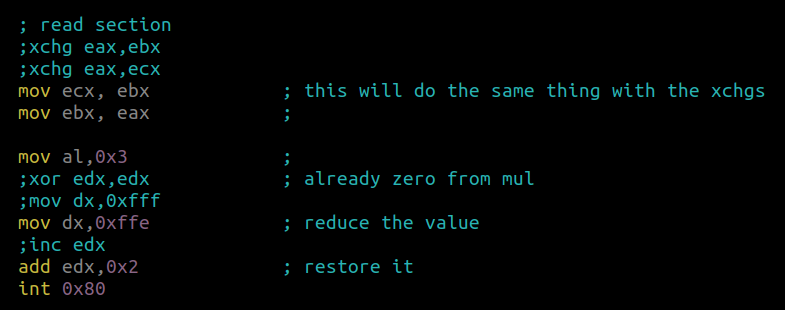 ; read section
;xchg eax,ebx
;xchg eax,ecx
mov ecx, ebx ; this will do the same thing with the xchgs
mov ebx, eax ;
mov al,0x3 ;
;xor edx,edx ; already zero from mul
;mov dx,0xfff
mov dx,0xffe ; reduce the value
;inc edx
add edx,0x2 ; restore it
int 0x80